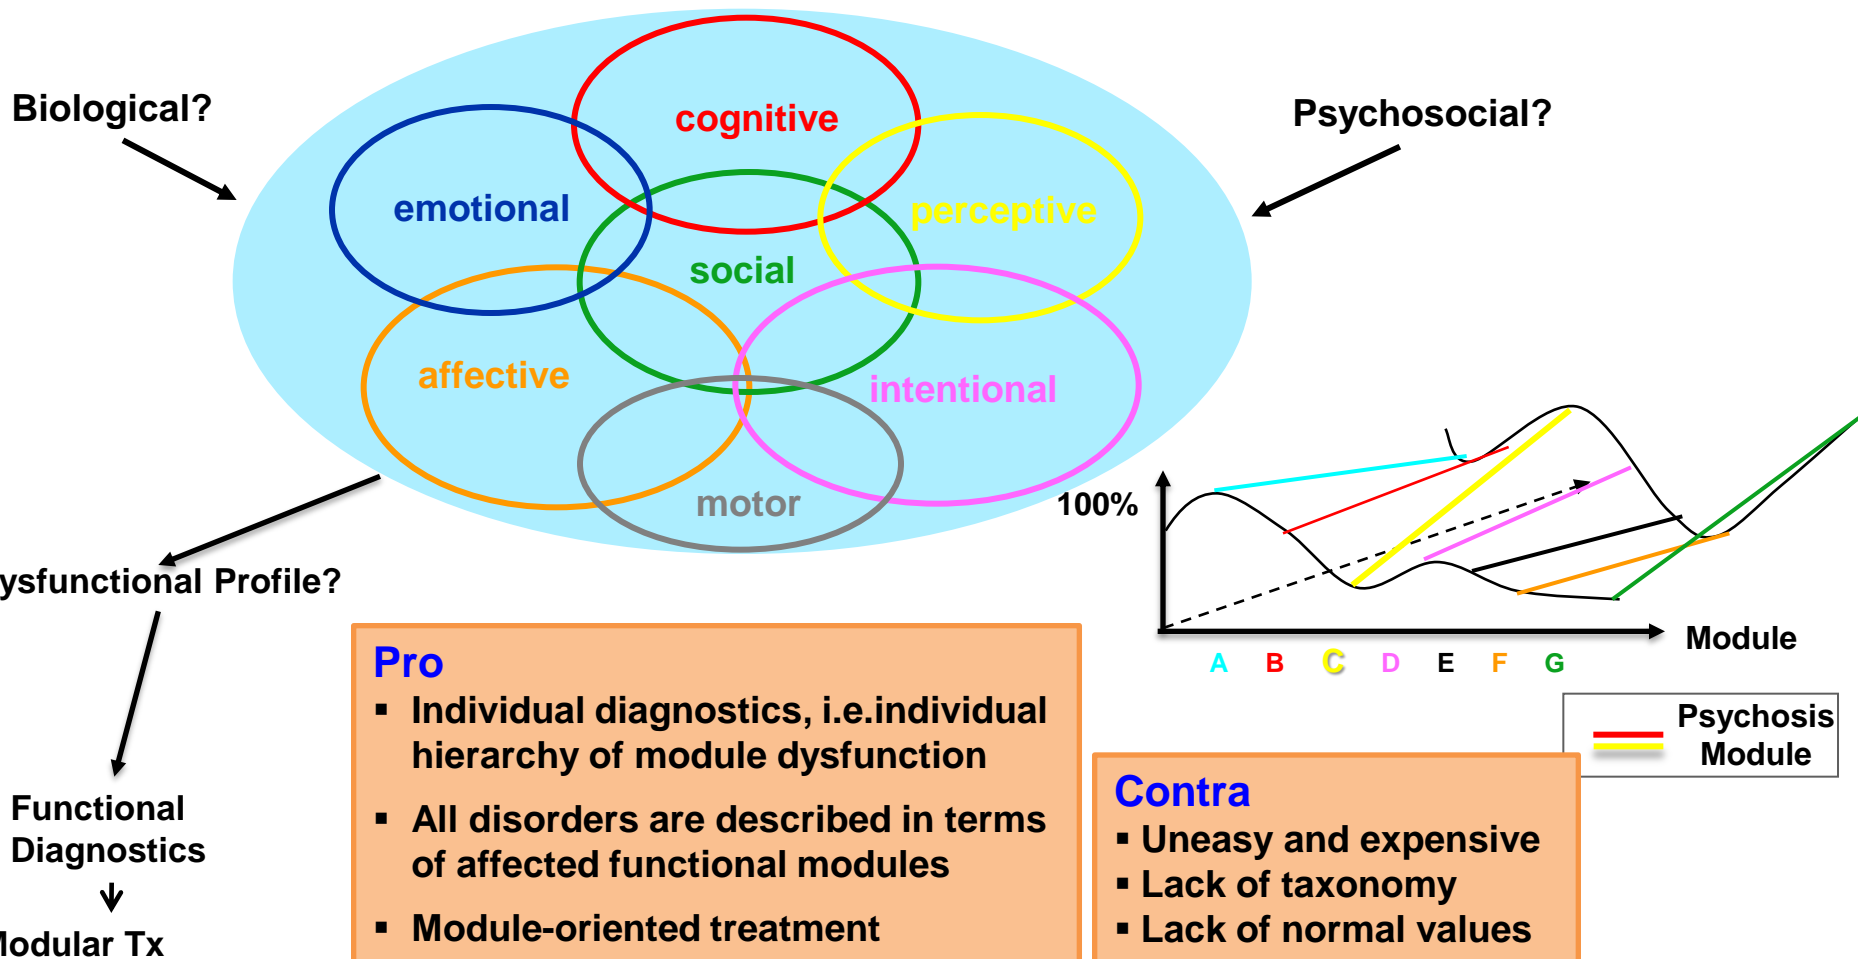 Biological?
cognitive
Psychosocial?
emotional
perceptive
social
affective
intentional
motor
100%
ysfunctional Profile?
Module
A B C D E F G
Psychosis
Module
Pro
▪ Individual diagnostics, i.e.individual
hierarchy of module dysfunction
▪ All disorders are described in terms
of affected functional modules
▪ Module-oriented treatment
Contra
▪ Uneasy and expensive
▪ Lack of taxonomy
▪ Lack of normal values
Functional
Diagnostics
Modular Tx